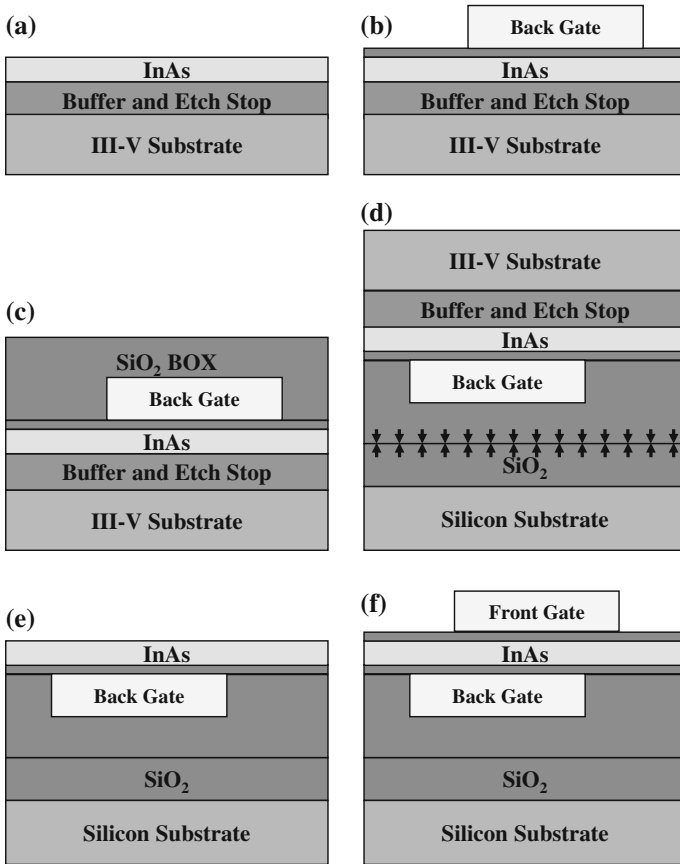 (a)
InAs
Buffer and Etch Stop
III-V Substrate
(b)
Back Gate
InAs
Buffer and Etch Stop
III-V Substrate
(c)
SiO₂ BOX
Back Gate
InAs
Buffer and Etch Stop
III-V Substrate
(d)
III-V Substrate
Buffer and Etch Stop
InAs
Back Gate
SiO₂
Silicon Substrate
(e)
InAs
Back Gate
SiO₂
Silicon Substrate
(f)
Front Gate
InAs
Back Gate
SiO₂
Silicon Substrate